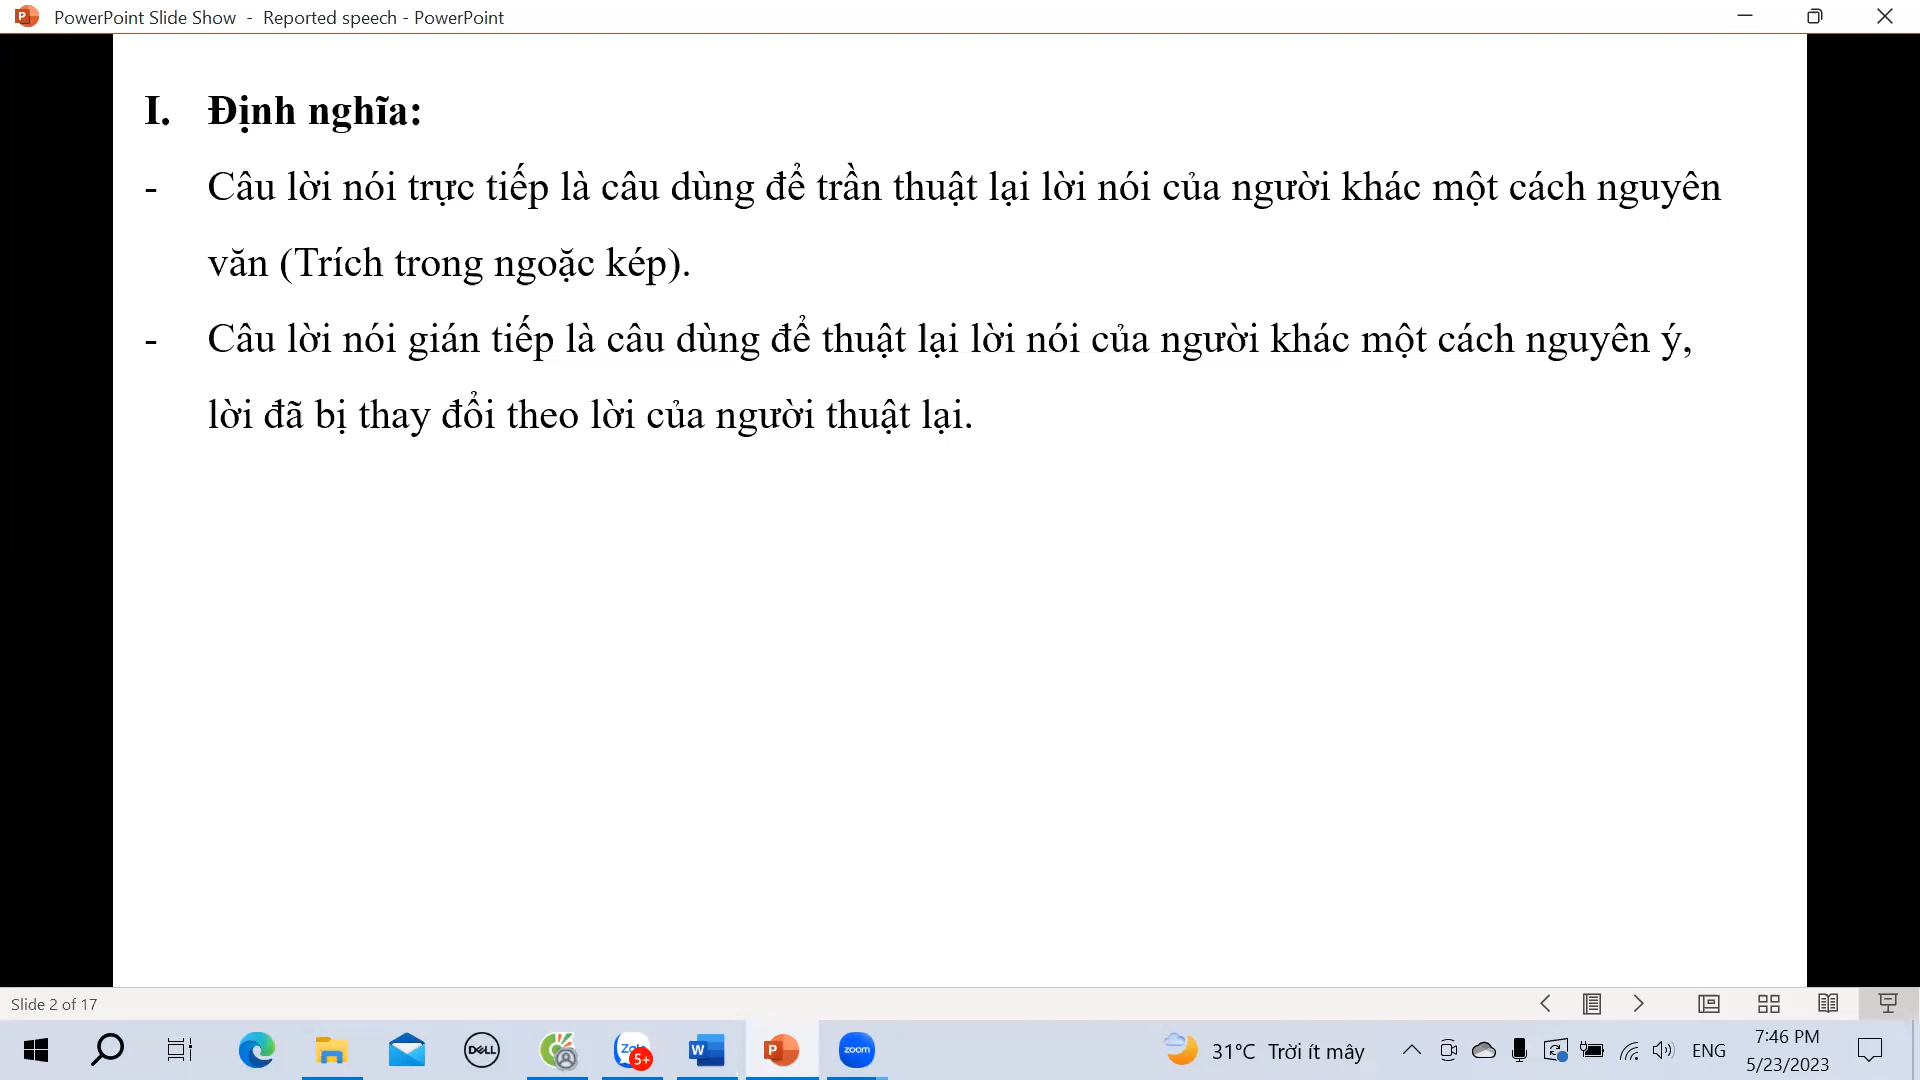 PowerPoint Slide Show - Reported speech - PowerPoint
I. Định nghĩa:
- Câu lời nói trực tiếp là câu dùng để trần thuật lại lời nói của người khác một cách nguyên
văn (Trích trong ngoặc kép).
- Câu lời nói gián tiếp là câu dùng để thuật lại lời nói của người khác một cách nguyên ý,
lời đã bị thay đổi theo lời của người thuật lại.
Slide 2 of 17
DELL
5+
W
P
zoom
31°C Trời ít mây
ENG
7:46 PM
5/23/2023